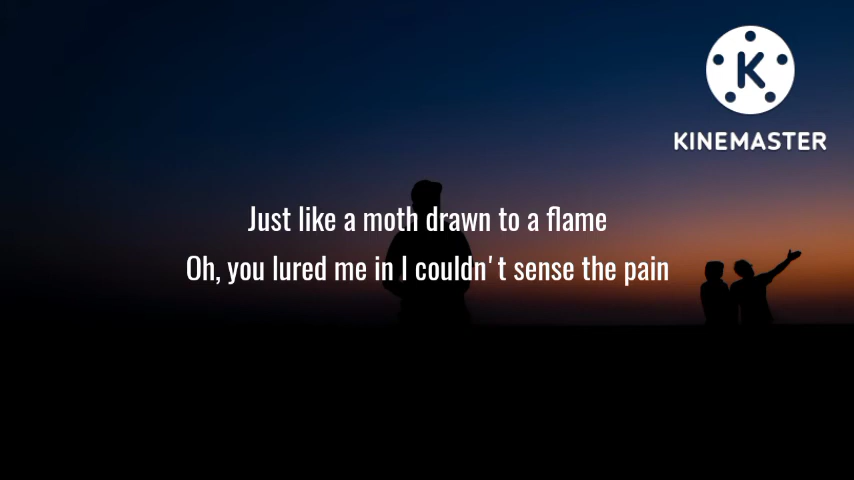 KINEMASTER
Just like a moth drawn to a flame
Oh, you lured me in I couldn't sense the pain